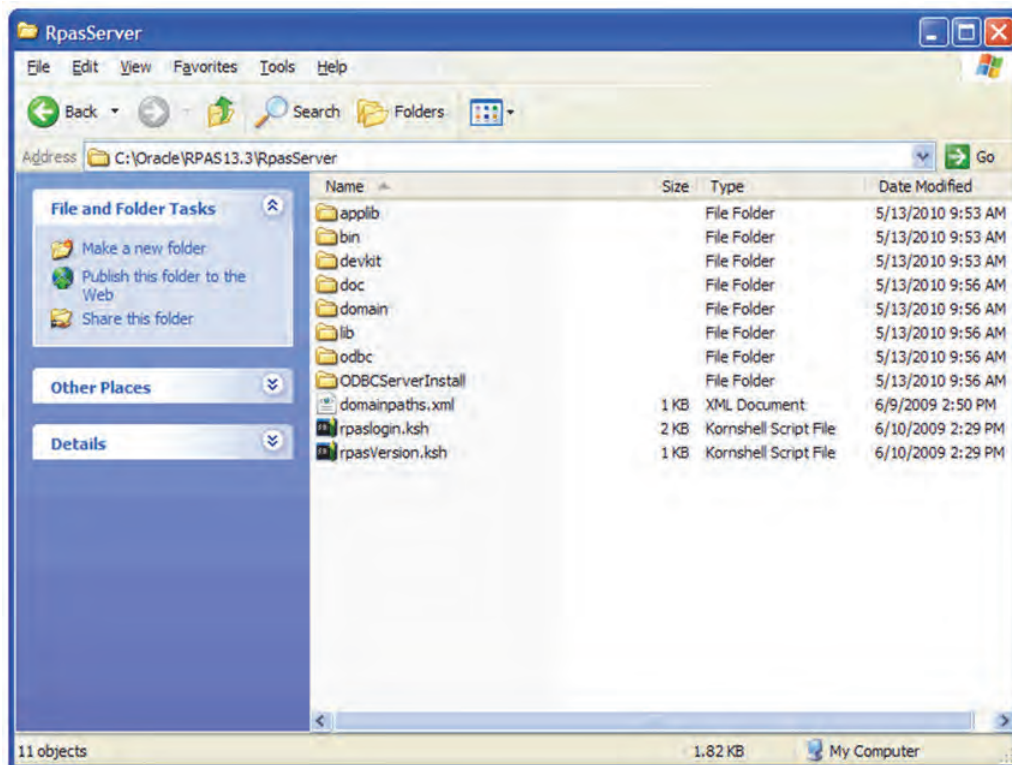 RpasServer
File Edit View Favorites Tools Help
Back Search Folders
Address C:\Oracle\RPAS13.3\RpasServer Go
File and Folder Tasks
Make a new folder
Publish this folder to the
Web
Share this folder
Other Places
Details
Name Size Type Date Modified
applib File Folder 5/13/2010 9:53 AM
bin File Folder 5/13/2010 9:53 AM
devkit File Folder 5/13/2010 9:53 AM
doc File Folder 5/13/2010 9:56 AM
domain File Folder 5/13/2010 9:56 AM
lib File Folder 5/13/2010 9:56 AM
odbc File Folder 5/13/2010 9:56 AM
ODBCServerInstall File Folder 5/13/2010 9:56 AM
domainpaths.xml 1 KB XML Document 6/9/2009 2:50 PM
rpaslogin.ksh 2 KB Kornshell Script File 6/10/2009 2:29 PM
rpasVersion.ksh 1 KB Kornshell Script File 6/10/2009 2:29 PM
11 objects 1.82 KB My Computer